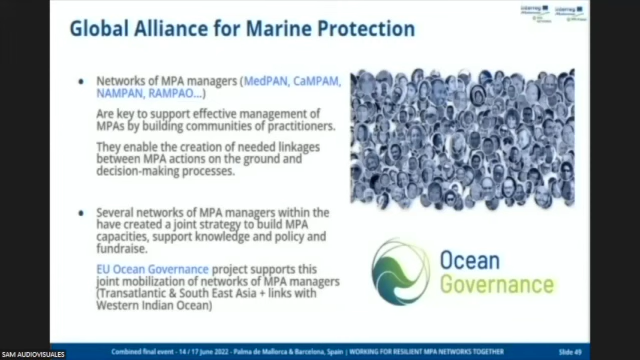 interreg interreg
Global Alliance for Marine Protection
• Networks of MPA managers (MedPAN, CaMPAM,
NAMPAN, RAMPAO...)
Are key to support effective management of
MPAs by building communities of practitioners.
They enable the creation of needed linkages
between MPA actions on the ground and
decision-making processes.
• Several networks of MPA managers within the
have created a joint strategy to build MPA
capacities, support knowledge and policy and
fundraise.
EU Ocean Governance project supports this
joint mobilization of networks of MPA managers
(Transatlantic & South East Asia + links with
Western Indian Ocean)
Ocean
Governance
Combined final event - 14 / 17 June 2022 - Palma de Mallorca & Barcelona, Spain | WORKING FOR RESILIENT MPA NETWORKS TOGETHER Slide 49
SAM AUDIOVISUALES